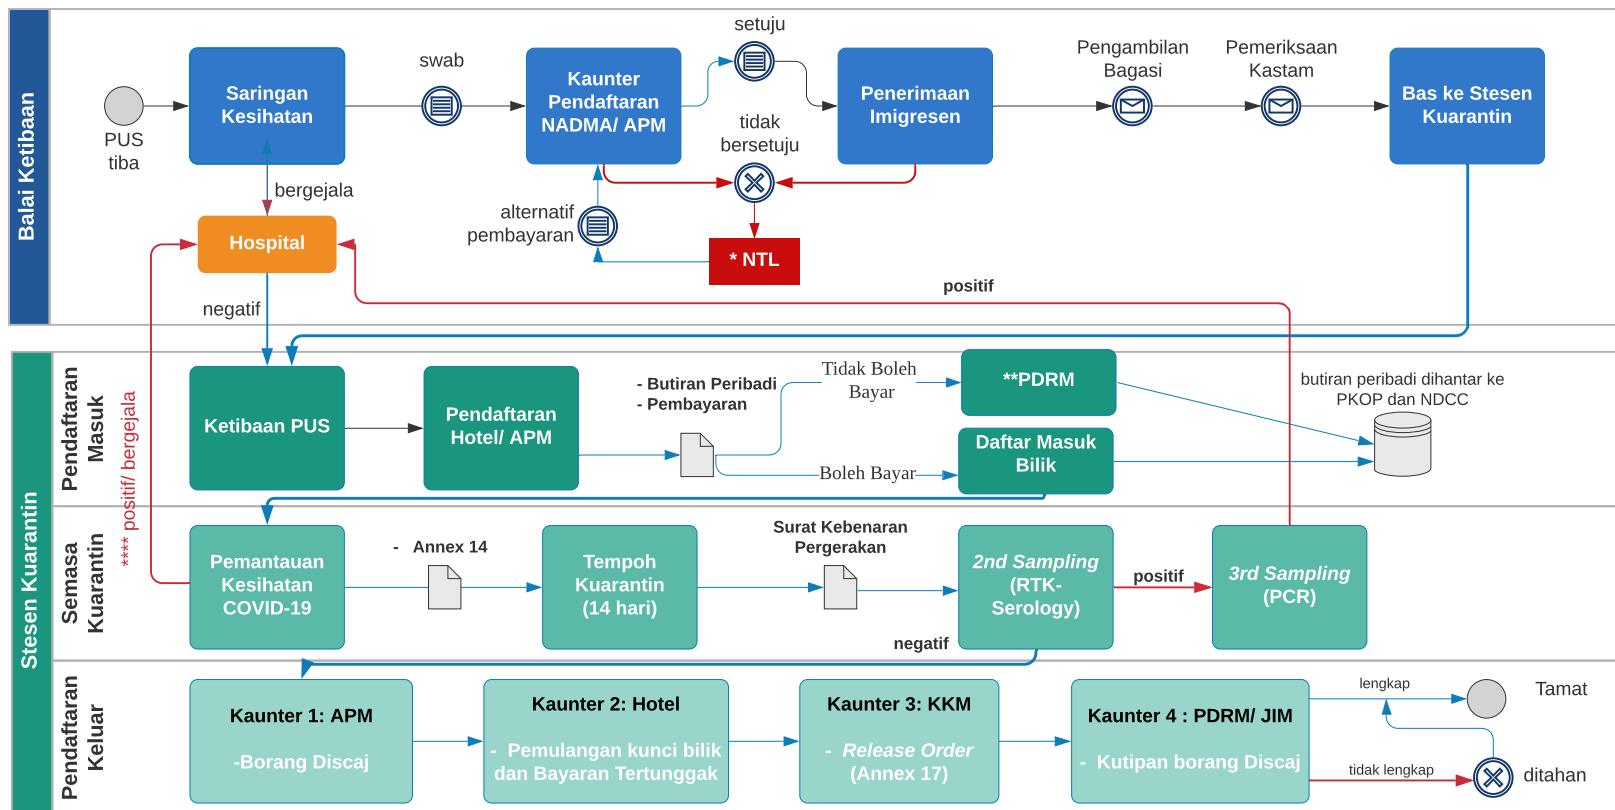 Balai Ketibaan
PUS
tiba
Saringan
Kesihatan
swab
Kaunter
Pendaftaran
NADMA/ APM
setuju
tidak
bersetuju
Penerimaan
Imigresen
Pengambilan
Bagasi
Pemeriksaan
Kastam
Bas ke Stesen
Kuarantin
bergejala
Hospital
alternatif
pembayaran
* NTL
positif
negatif
Stesen Kuarantin
Pendaftaran
Masuk
**** positif/ bergejala
Ketibaan PUS
Pendaftaran
Hotel/ APM
- Butiran Peribadi
- Pembayaran
Tidak Boleh
Bayar
**PDRM
butiran peribadi dihantar ke
PKOP dan NDCC
Boleh Bayar
Daftar Masuk
Bilik
Semasa
Kuarantin
Pemantauan
Kesihatan
COVID-19
- Annex 14
Tempoh
Kuarantin
(14 hari)
Surat Kebenaran
Pergerakan
2nd Sampling
(RTK-
Serology)
positif
3rd Sampling
(PCR)
negatif
Pendaftaran
Keluar
Kaunter 1: APM
-Borang Discaj
Kaunter 2: Hotel
- Pemulangan kunci bilik
dan Bayaran Tertunggak
Kaunter 3: KKM
- Release Order
(Annex 17)
Kaunter 4 : PDRM/ JIM
- Kutipan borang Discaj
lengkap
Tamat
tidak lengkap
ditahan